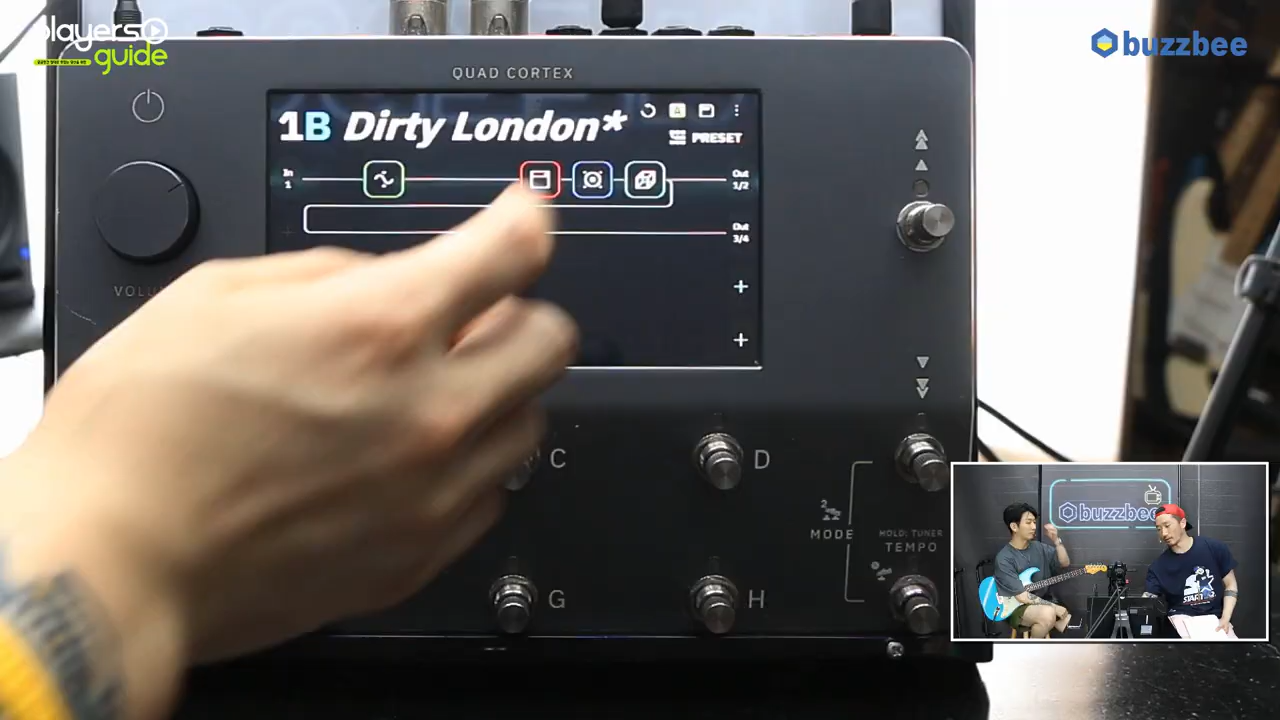 players
guide
buzzbee
QUAD CORTEX
1B Dirty London*
PRESET
In
1
Out
1/2
Out
3/4
VOLU
C
D
MODE
HOLD: TUNER
TEMPO
G
H
buzzbee